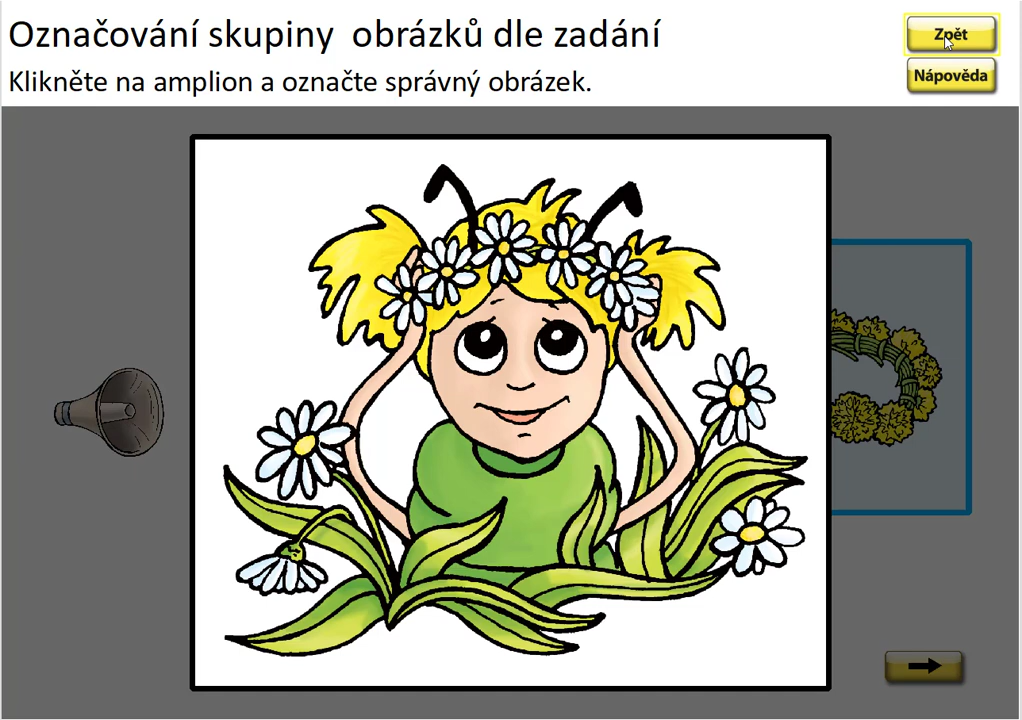 Označování skupiny  obrázků dle zadání
Zpět
Klikněte na amplion a označte správný obrázek.
Nápověda